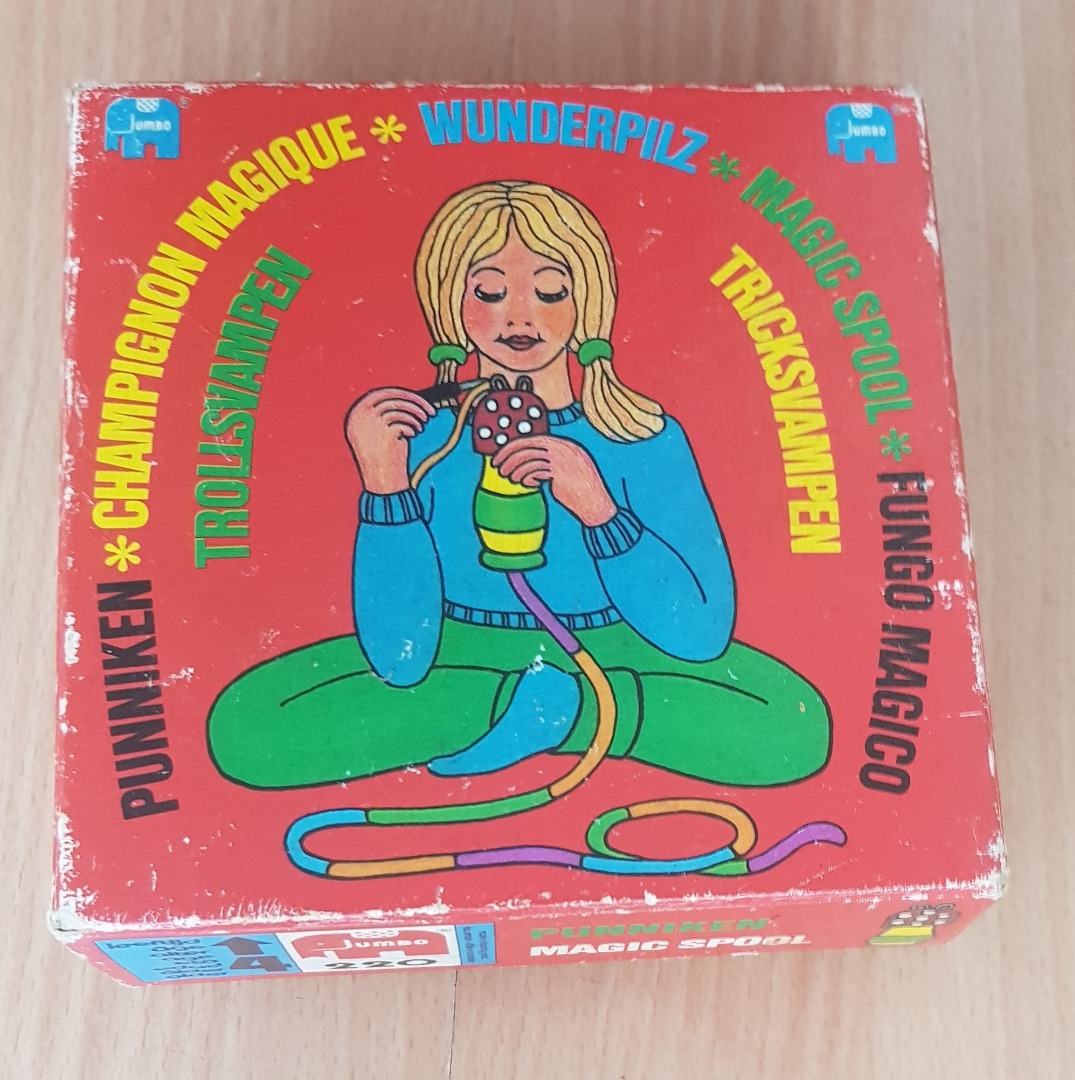 Jumbo
®
Jumbo
PUNNIKEN * CHAMPIGNON MAGIQUE * WUNDERPILZ * MAGIC SPOOL * FUNGO MAGICO
TROLLSVAMPEN
TRICKSVAMPEN
4
Jumbo
220
PUNNIKEN
MAGIC SPOOL